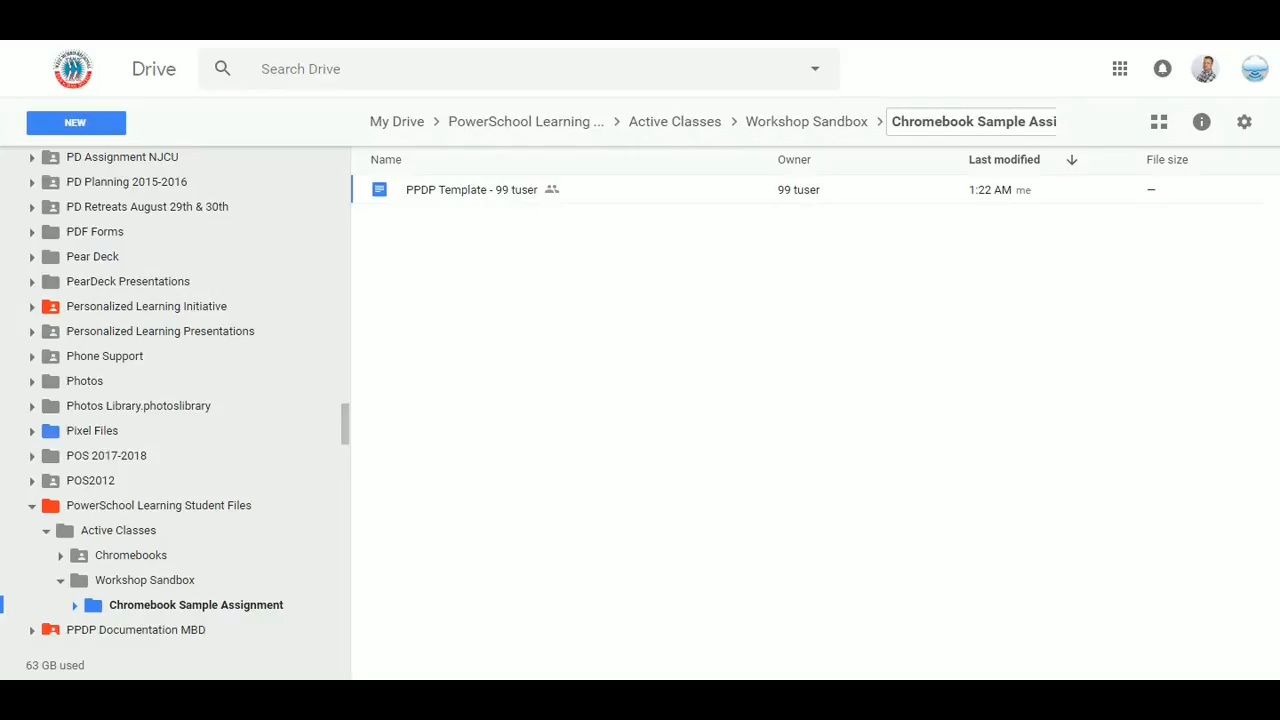 Drive
Search Drive
NEW
My Drive > PowerSchool Learning ... > Active Classes > Workshop Sandbox > Chromebook Sample Assi
Name Owner Last modified File size
PPDP Template - 99 tuser 99 tuser 1:22 AM me —
PD Assignment NJCU
PD Planning 2015-2016
PD Retreats August 29th & 30th
PDF Forms
Pear Deck
PearDeck Presentations
Personalized Learning Initiative
Personalized Learning Presentations
Phone Support
Photos
Photos Library.photoslibrary
Pixel Files
POS 2017-2018
POS2012
PowerSchool Learning Student Files
Active Classes
Chromebooks
Workshop Sandbox
Chromebook Sample Assignment
PPDP Documentation MBD
63 GB used